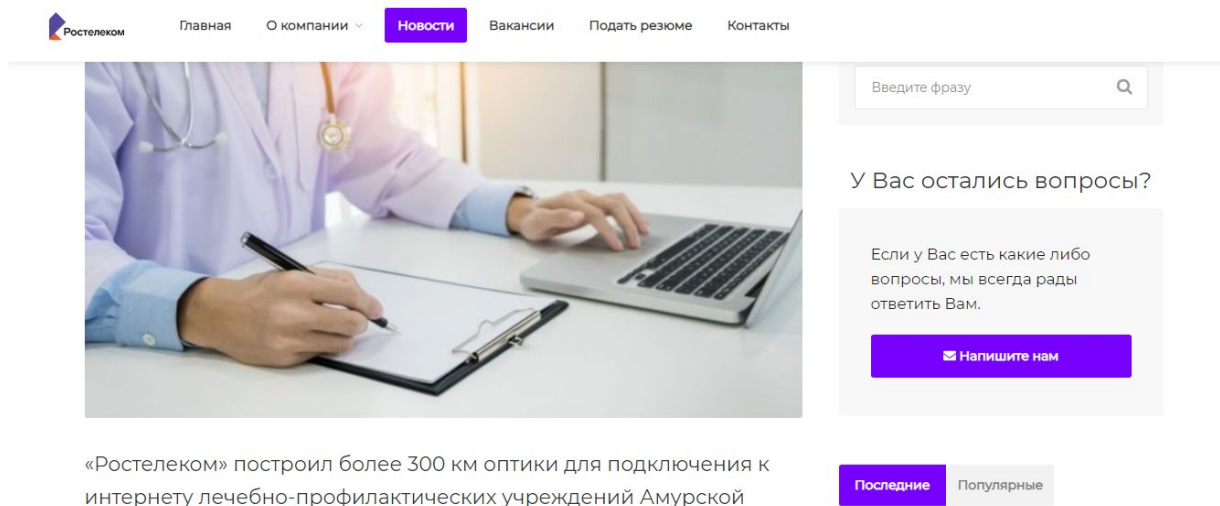 Ростелеком
Главная
О компании
Новости
Вакансии
Подать резюме
Контакты
Введите фразу
У Вас остались вопросы?
Если у Вас есть какие либо
вопросы, мы всегда рады
ответить Вам.
Напишите нам
«Ростелеком» построил более 300 км оптики для подключения к
интернету лечебно-профилактических учреждений Амурской
Последние
Популярные